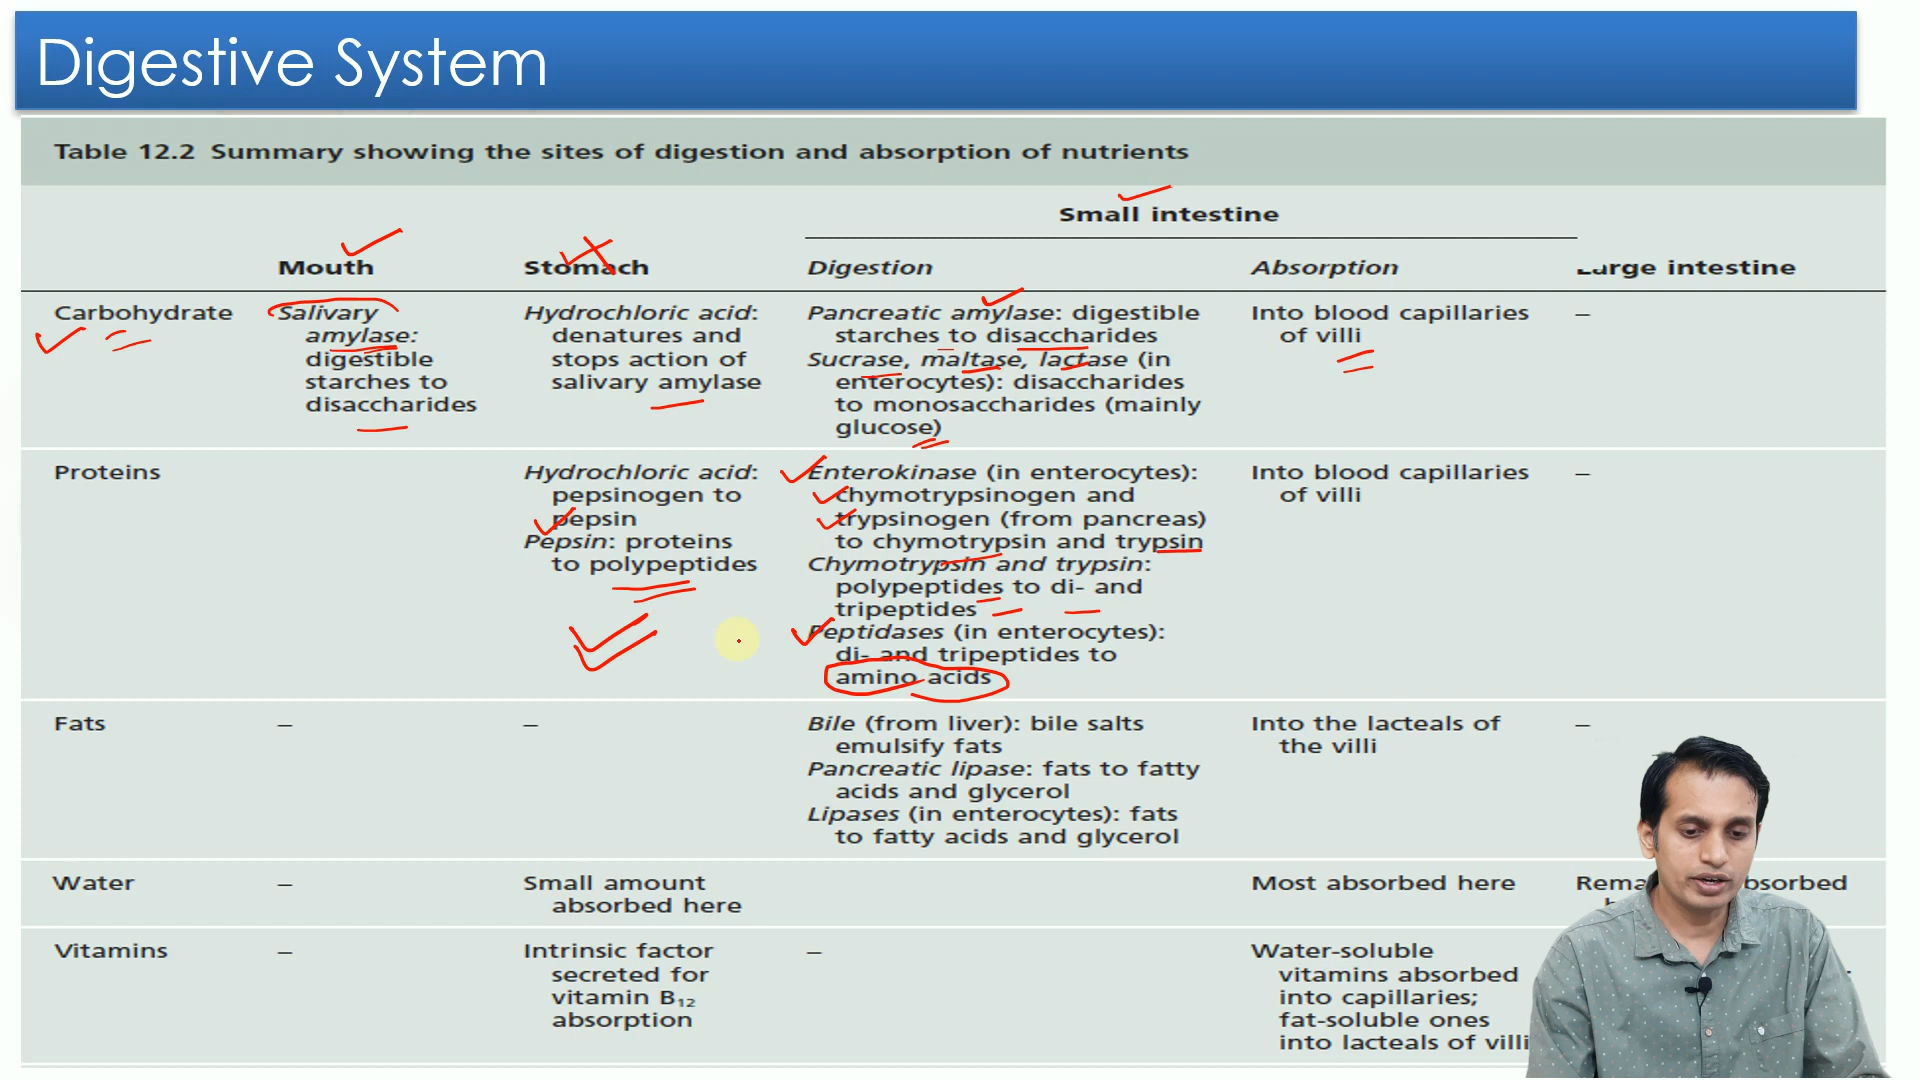 Digestive System
Table 12.2 Summary showing the sites of digestion and absorption of nutrients
Small intestine
Mouth Stomach Digestion Absorption Large intestine
Carbohydrate
Salivary
amylase:
digestible
starches to
disaccharides
Hydrochloric acid:
denatures and
stops action of
salivary amylase
Pancreatic amylase: digestible
starches to disaccharides
Sucrase, maltase, lactase (in
enterocytes): disaccharides
to monosaccharides (mainly
glucose)
Into blood capillaries
of villi
–
Proteins
Hydrochloric acid:
pepsinogen to
pepsin
Pepsin: proteins
to polypeptides
Enterokinase (in enterocytes):
chymotrypsinogen and
trypsinogen (from pancreas)
to chymotrypsin and trypsin
Chymotrypsin and trypsin:
polypeptides to di- and
tripeptides
Peptidases (in enterocytes):
di- and tripeptides to
amino acids
Into blood capillaries
of villi
–
Fats
–
–
Bile (from liver): bile salts
emulsify fats
Pancreatic lipase: fats to fatty
acids and glycerol
Lipases (in enterocytes): fats
to fatty acids and glycerol
Into the lacteals of
the villi
–
Water
–
Small amount
absorbed here
Most absorbed here
Vitamins
–
Intrinsic factor
secreted for
vitamin B₁₂
absorption
–
Water-soluble
vitamins absorbed
into capillaries;
fat-soluble ones
into lacteals of villi